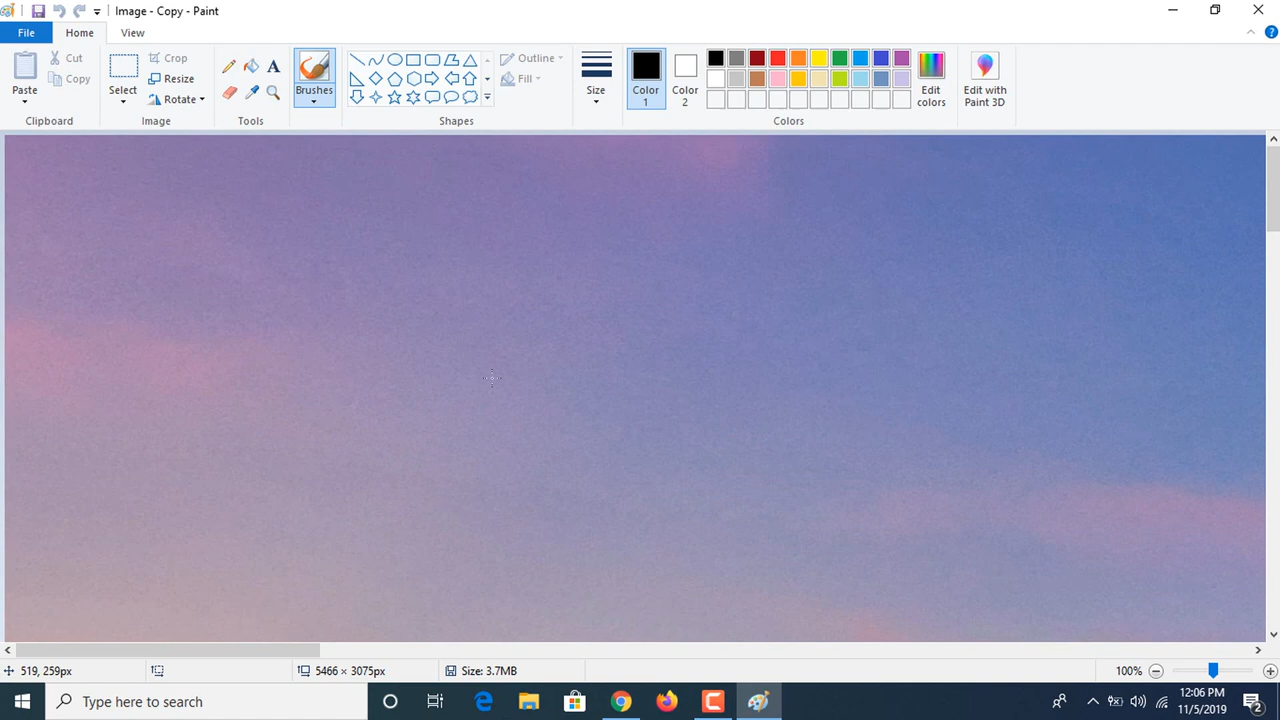 Image - Copy - Paint
File
Home
View
Paste
Cut
Copy
Clipboard
Select
Crop
Resize
Rotate
Image
A
Tools
Brushes
Outline
Fill
Shapes
Size
Color
1
Color
2
Edit
colors
Colors
Edit with
Paint 3D
519, 259px
5466 × 3075px
Size: 3.7MB
100%
Type here to search
12:06 PM
11/5/2019
2